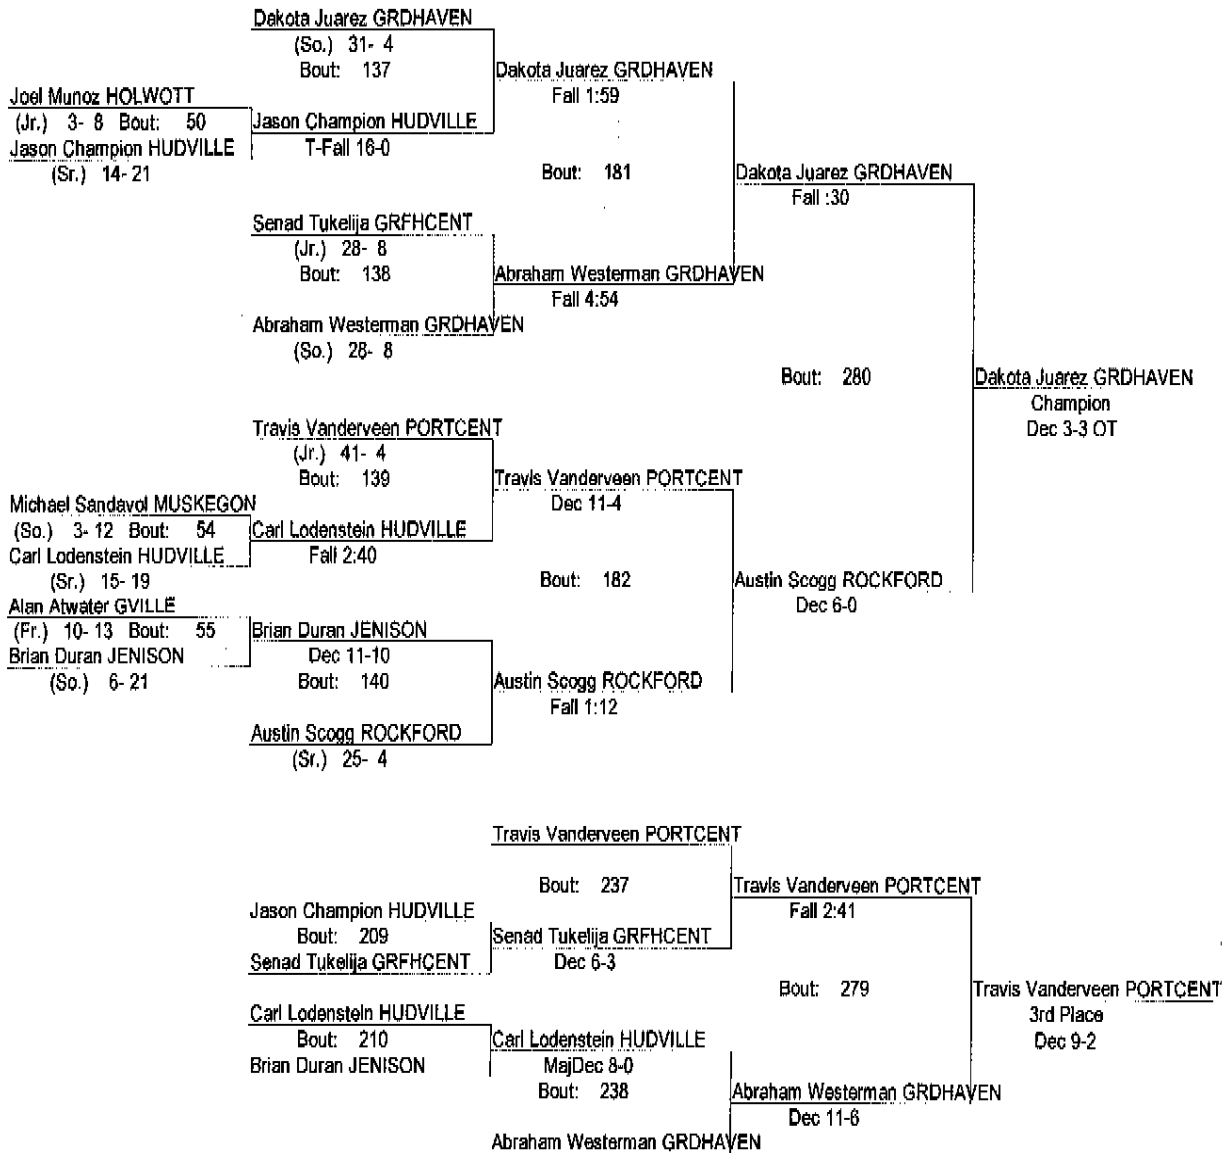 Dakota Juarez GRDHAVEN
(So.) 31- 4
Bout: 137
Dakota Juarez GRDHAVEN
Fall 1:59
Joel Munoz HOLWOTT
(Jr.) 3- 8 Bout: 50
Jason Champion HUDVILLE
Jason Champion HUDVILLE
T-Fall 16-0
(Sr.) 14- 21
Bout: 181
Dakota Juarez GRDHAVEN
Fall :30
Senad Tukelija GRFHCENT
(Jr.) 28- 8
Bout: 138
Abraham Westerman GRDHAVEN
Fall 4:54
Abraham Westerman GRDHAVEN
(So.) 28- 8
Bout: 280
Dakota Juarez GRDHAVEN
Champion
Dec 3-3 OT
Travis Vanderveen PORTCENT
(Jr.) 41- 4
Bout: 139
Travis Vanderveen PORTCENT
Dec 11-4
Michael Sandavol MUSKEGON
(So.) 3- 12 Bout: 54
Carl Lodenstein HUDVILLE
Carl Lodenstein HUDVILLE
Fall 2:40
(Sr.) 15- 19
Bout: 182
Austin Scogg ROCKFORD
Dec 6-0
Alan Atwater GVILLE
(Fr.) 10- 13 Bout: 55
Brian Duran JENISON
Brian Duran JENISON
Dec 11-10
(So.) 6- 21
Bout: 140
Austin Scogg ROCKFORD
Fall 1:12
Austin Scogg ROCKFORD
(Sr.) 25- 4
Travis Vanderveen PORTCENT
Bout: 237
Travis Vanderveen PORTCENT
Fall 2:41
Jason Champion HUDVILLE
Bout: 209
Senad Tukelija GRFHCENT
Senad Tukelija GRFHCENT
Dec 6-3
Bout: 279
Travis Vanderveen PORTCENT
3rd Place
Dec 9-2
Carl Lodenstein HUDVILLE
Bout: 210
Carl Lodenstein HUDVILLE
Brian Duran JENISON
MajDec 8-0
Bout: 238
Abraham Westerman GRDHAVEN
Dec 11-6
Abraham Westerman GRDHAVEN